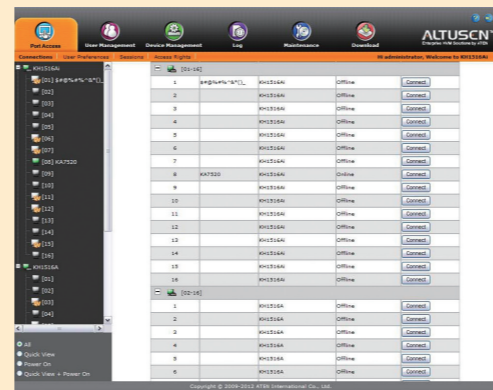 ALTUSCN
Enterprise KVM Solutions by ATEN
Port Access User Management Device Management Log Maintenance Download
Connections User Preferences Sessions Access Rights Hi administrator, Welcome to KH1516Ai
KH1516Ai
[01] $#@%#%^&*()_
[02]
[03]
[04]
[05]
[06]
[07]
[08] KA7520
[09]
[10]
[11]
[12]
[13]
[14]
[15]
[16]
KH1516A
[01]
[02]
[03]
[04]
All
Quick View
Power On
Quick View + Power On
[01-16]
1 $#@%#%^&*()_ KH1516Ai Offline Connect
2 KH1516Ai Offline Connect
3 KH1516Ai Offline Connect
4 KH1516Ai Offline Connect
5 KH1516Ai Offline Connect
6 KH1516Ai Offline Connect
7 KH1516Ai Offline Connect
8 KA7520 KH1516Ai Online Connect
9 KH1516Ai Offline Connect
10 KH1516Ai Offline Connect
11 KH1516Ai Offline Connect
12 KH1516Ai Offline Connect
13 KH1516Ai Offline Connect
14 KH1516Ai Offline Connect
15 KH1516Ai Offline Connect
16 KH1516Ai Offline Connect
[02-16]
1 KH1516A Offline Connect
2 KH1516A Offline Connect
3 KH1516A Offline Connect
4 KH1516A Offline Connect
5 KH1516A Offline Connect
6 KH1516A Offline Connect
Copyright © 2009-2012 ATEN International Co., Ltd.